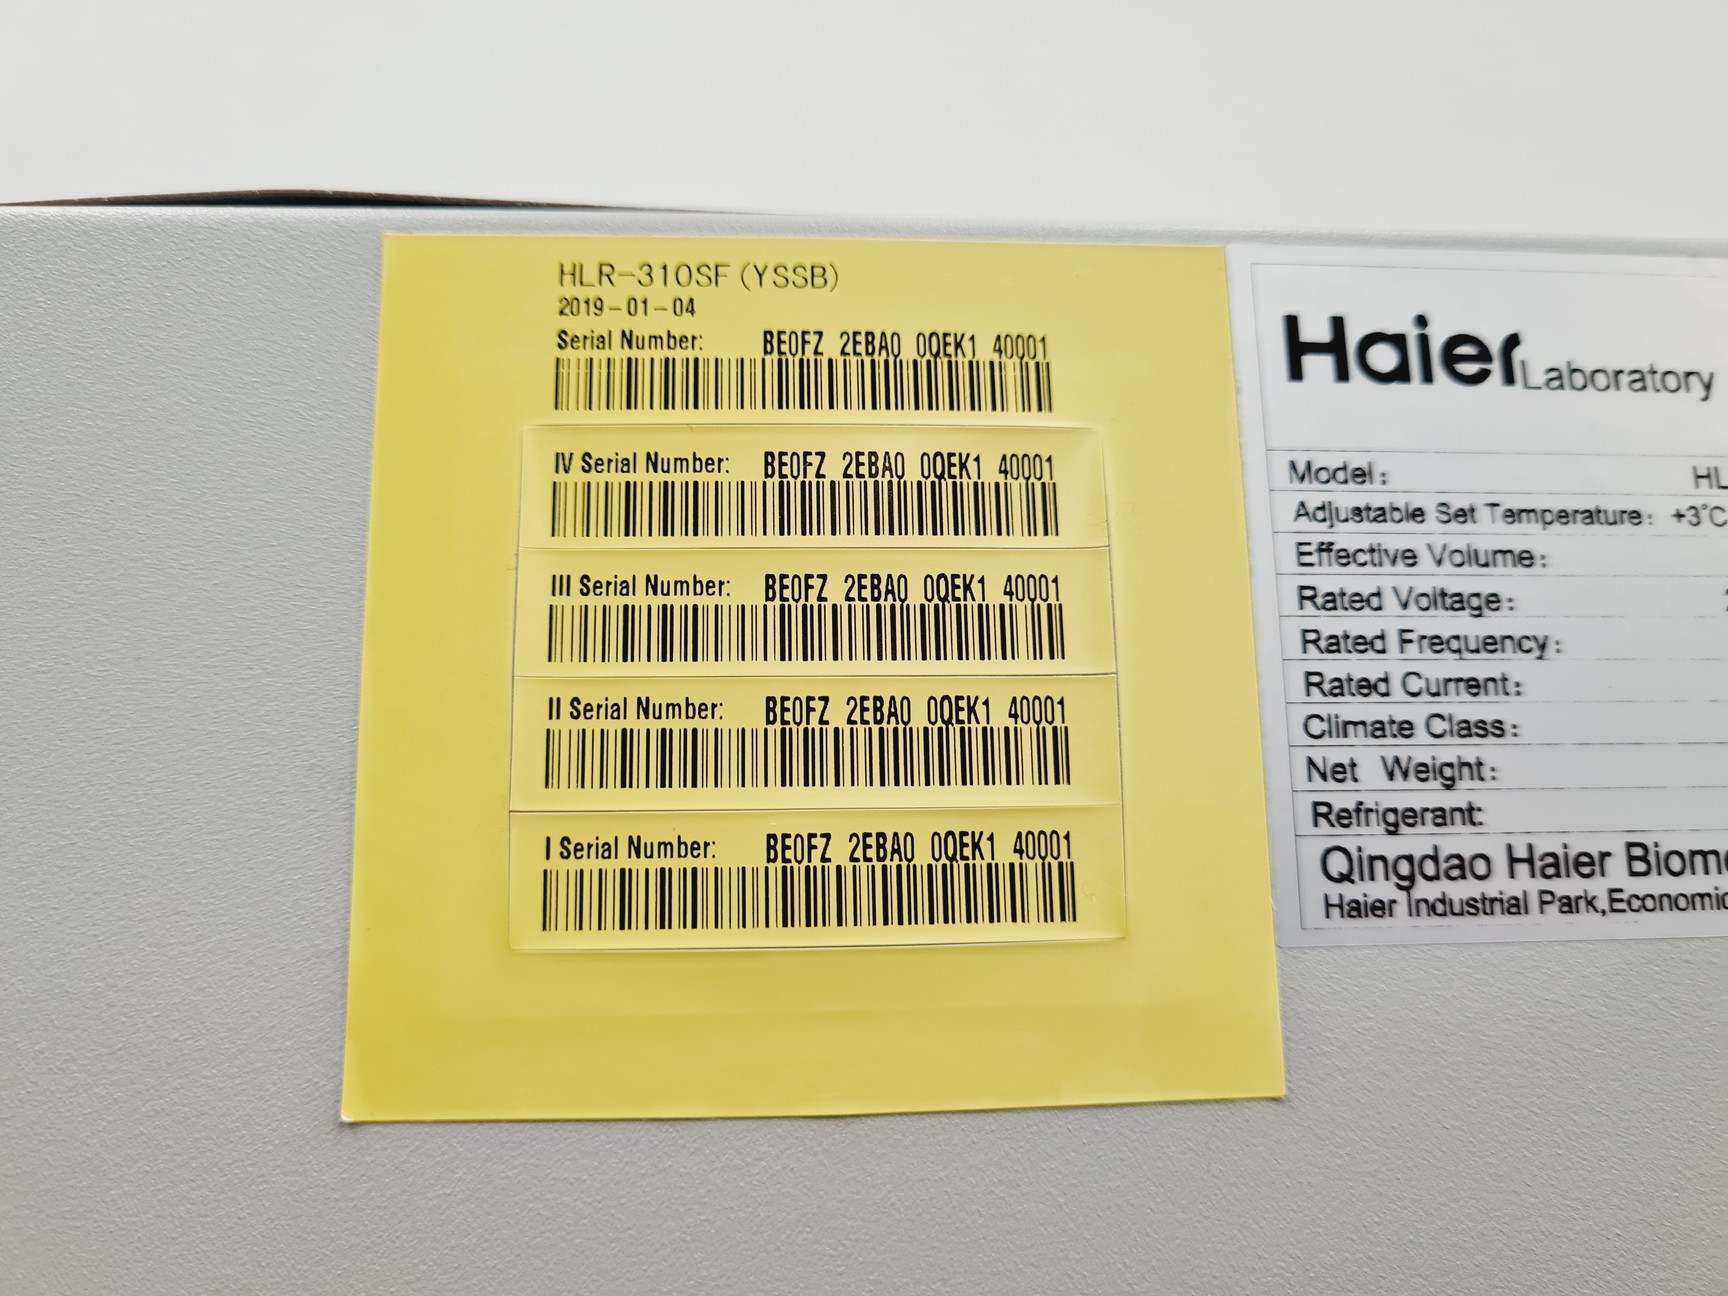 HLR-310SF (YSSB)
2019-01-04
Serial Number: BE0FZ 2EBA0 0QEK1 40001
IV Serial Number: BE0FZ 2EBA0 0QEK1 40001
III Serial Number: BE0FZ 2EBA0 0QEK1 40001
II Serial Number: BE0FZ 2EBA0 0QEK1 40001
I Serial Number: BE0FZ 2EBA0 0QEK1 40001
Haier Laboratory
Model: HL
Adjustable Set Temperature: +3°C
Effective Volume:
Rated Voltage:
Rated Frequency:
Rated Current:
Climate Class:
Net Weight:
Refrigerant:
Qingdao Haier Biome
Haier Industrial Park,Economic